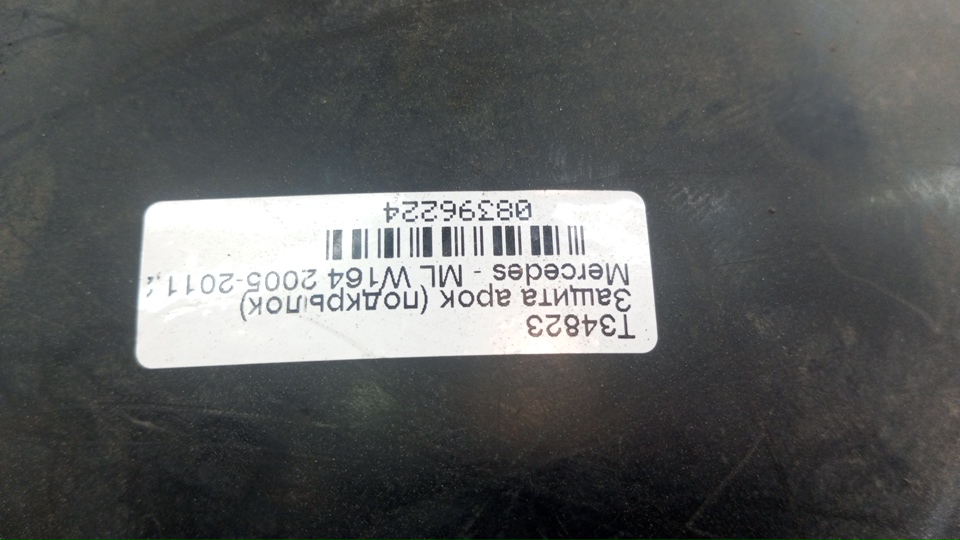 T34823
Защита арок (подкрылок)
Mercedes - ML W164 2005-2011,
08396224